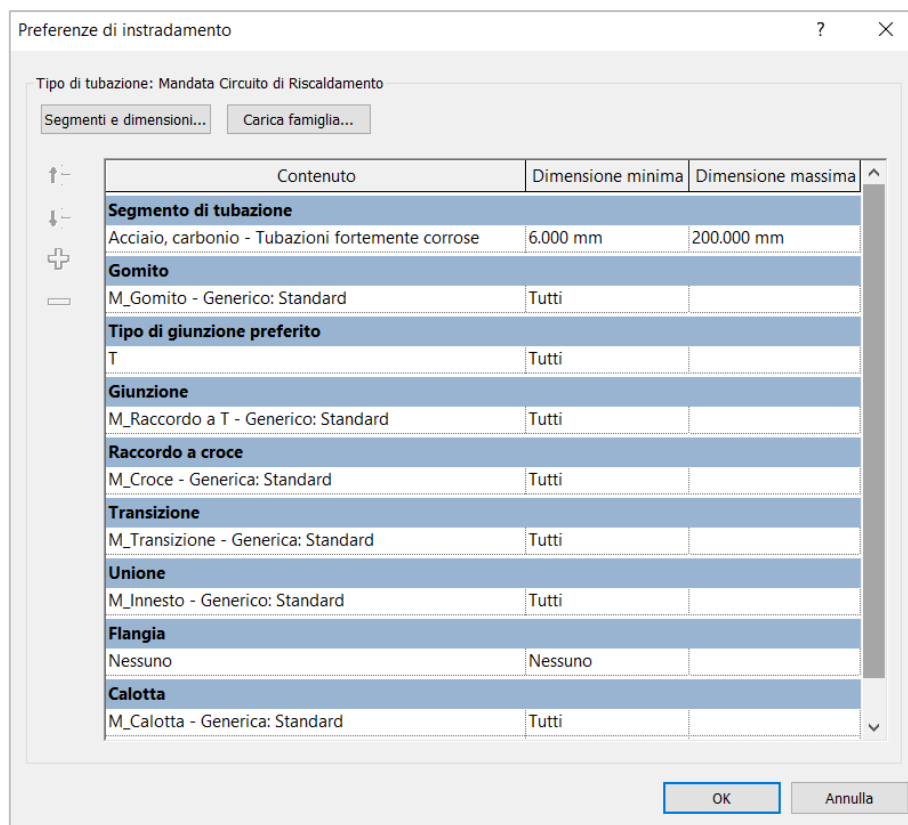 Preferenze di instradamento ? ×
Tipo di tubazione: Mandata Circuito di Riscaldamento
Segmenti e dimensioni... Carica famiglia...
Contenuto Dimensione minima Dimensione massima
Segmento di tubazione
Acciaio, carbonio - Tubazioni fortemente corrose 6.000 mm 200.000 mm
Gomito
M_Gomito - Generico: Standard Tutti
Tipo di giunzione preferito
T Tutti
Giunzione
M_Raccordo a T - Generico: Standard Tutti
Raccordo a croce
M_Croce - Generica: Standard Tutti
Transizione
M_Transizione - Generica: Standard Tutti
Unione
M_Innesto - Generico: Standard Tutti
Flangia
Nessuno Nessuno
Calotta
M_Calotta - Generica: Standard Tutti
OK Annulla